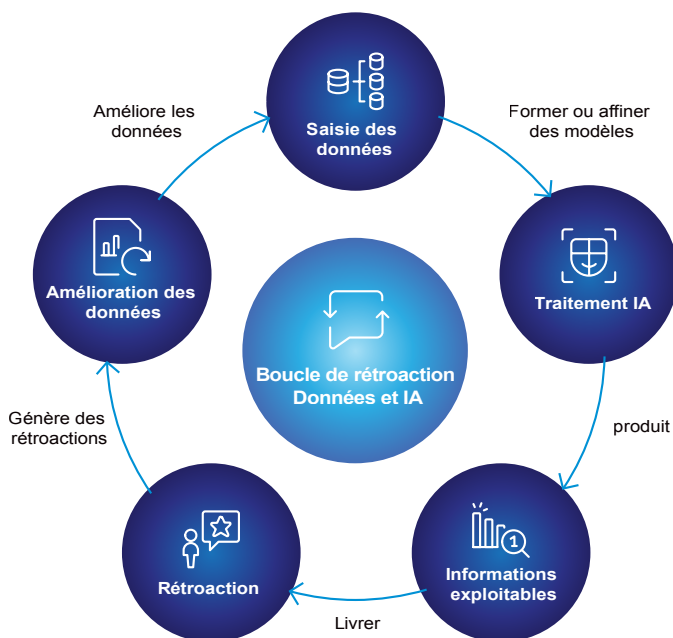 Saisie des
données
Former ou affiner
des modèles
Traitement IA
produit
1
Informations
exploitables
Livrer
Rétroaction
Génère des
rétroactions
Amélioration des
données
Améliore les
données
Boucle de rétroaction
Données et IA